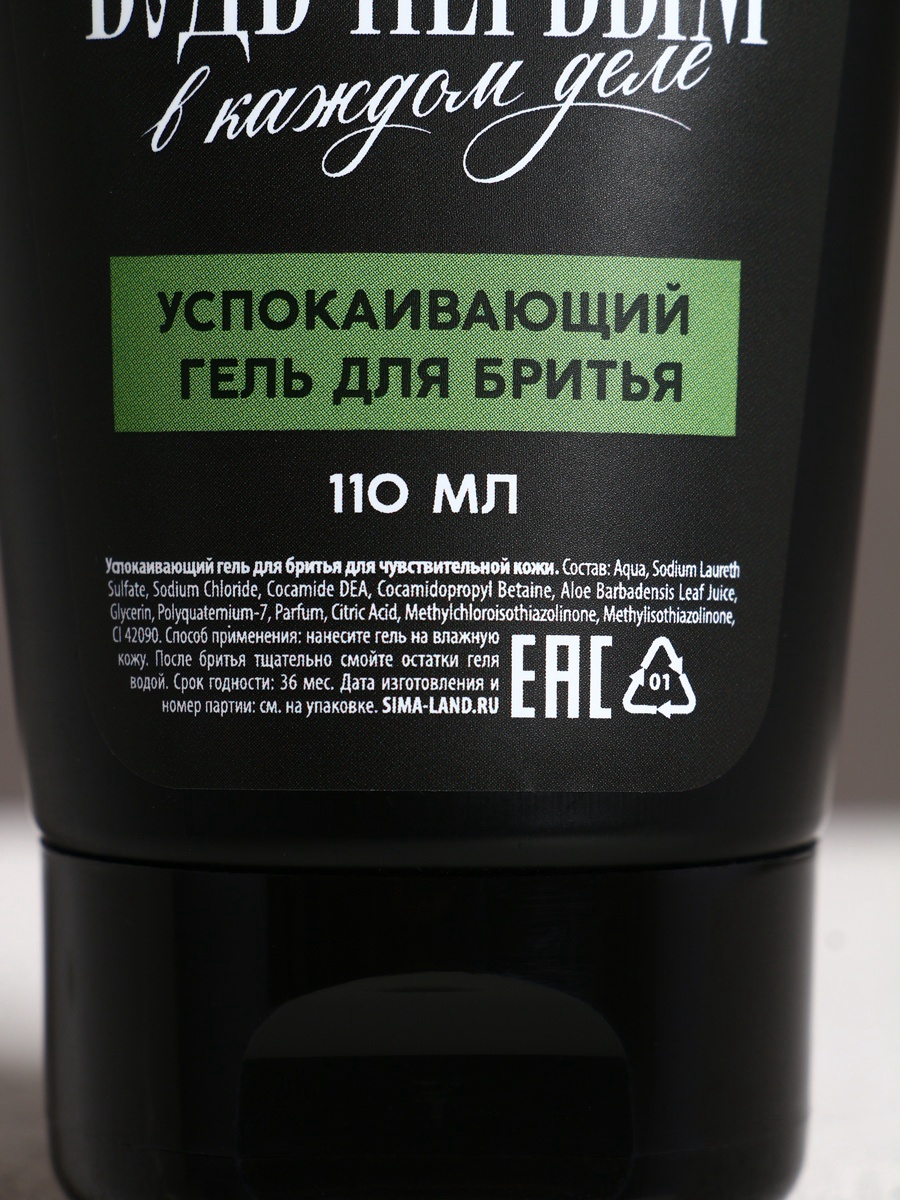 БУДЬ ПЕРВЫМ
в каждом деле
УСПОКАИВАЮЩИЙ
ГЕЛЬ ДЛЯ БРИТЬЯ
110 МЛ
Успокаивающий гель для бритья для чувствительной кожи. Состав: Aqua, Sodium Laureth
Sulfate, Sodium Chloride, Cocamide DEA, Cocamidopropyl Betaine, Aloe Barbadensis Leaf Juice,
Glycerin, Polyquaternium-7, Parfum, Citric Acid, Methylchloroisothiazolinone, Methylisothiazolinone,
CI 42090. Способ применения: нанесите гель на влажную
кожу. После бритья тщательно смойте остатки геля
водой. Срок годности: 36 мес. Дата изготовления и
номер партии: см. на упаковке. SIMA-LAND.RU
EAC
01